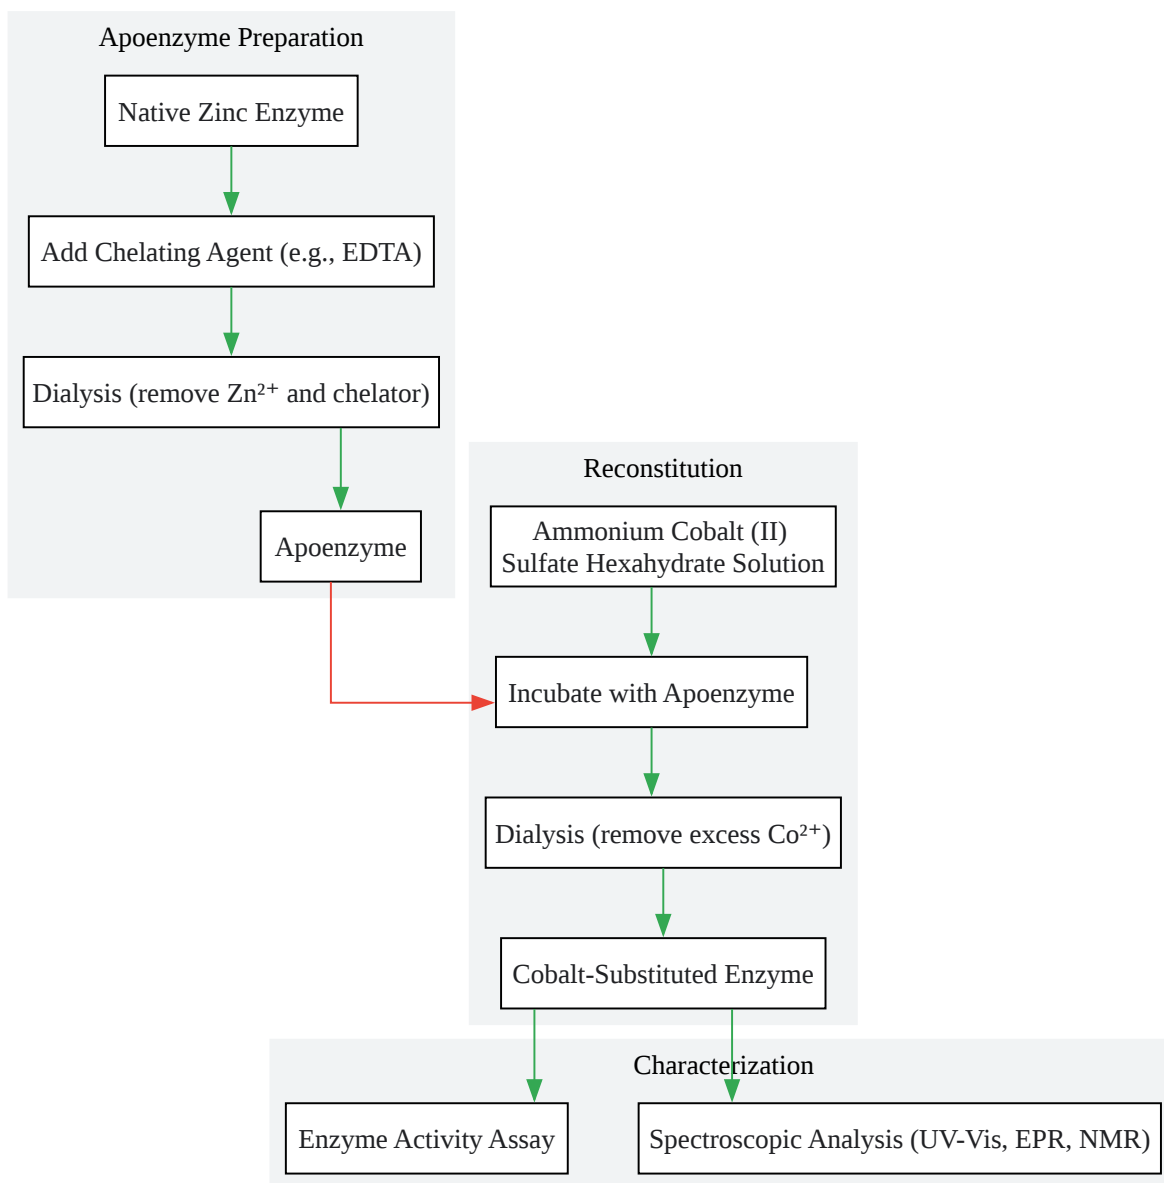 Apoenzyme Preparation
Native Zinc Enzyme
Add Chelating Agent (e.g., EDTA)
Dialysis (remove Zn²⁺ and chelator)
Apoenzyme
Reconstitution
Ammonium Cobalt (II)
Sulfate Hexahydrate Solution
Incubate with Apoenzyme
Dialysis (remove excess Co²⁺)
Cobalt-Substituted Enzyme
Characterization
Enzyme Activity Assay
Spectroscopic Analysis (UV-Vis, EPR, NMR)